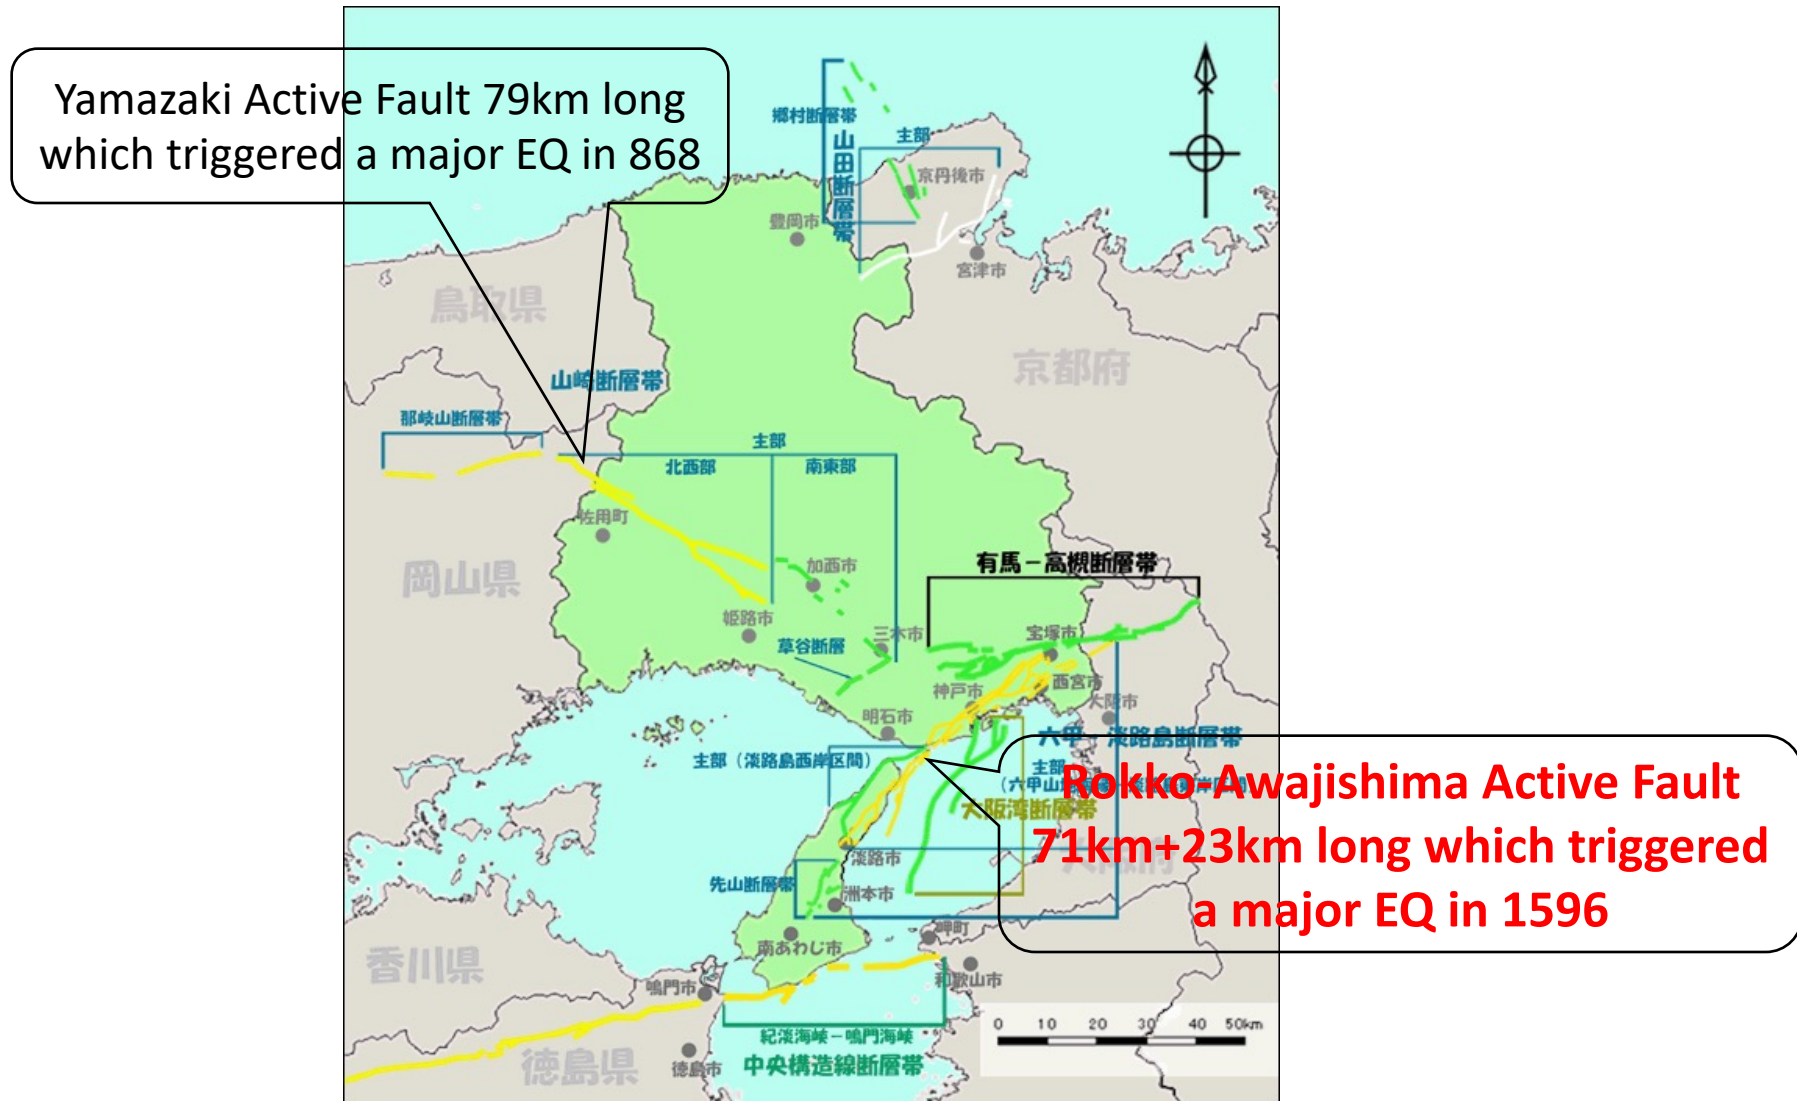 Yamazaki Active Fault 79km long
which triggered a major EQ in 868
郷村断層帯
山田断層帯
主部
京丹後市
豊岡市
宮津市
鳥取県
京都府
山崎断層帯
那岐山断層帯
主部
北西部
南東部
佐用町
岡山県
加西市
有馬－高槻断層帯
姫路市
三木市
宝塚市
草谷断層
神戸市
西宮市
大阪市
明石市
六甲・淡路島断層帯
主部（淡路島西岸区間）
主部
大阪湾断層帯
Rokko-Awajishima Active Fault
71km+23km long which triggered
a major EQ in 1596
淡路市
先山断層帯
洲本市
南あわじ市
岬町
香川県
和歌山市
鳴門市
紀淡海峡－鳴門海峡
中央構造線断層帯
徳島県
徳島市
0 10 20 30 40 50km